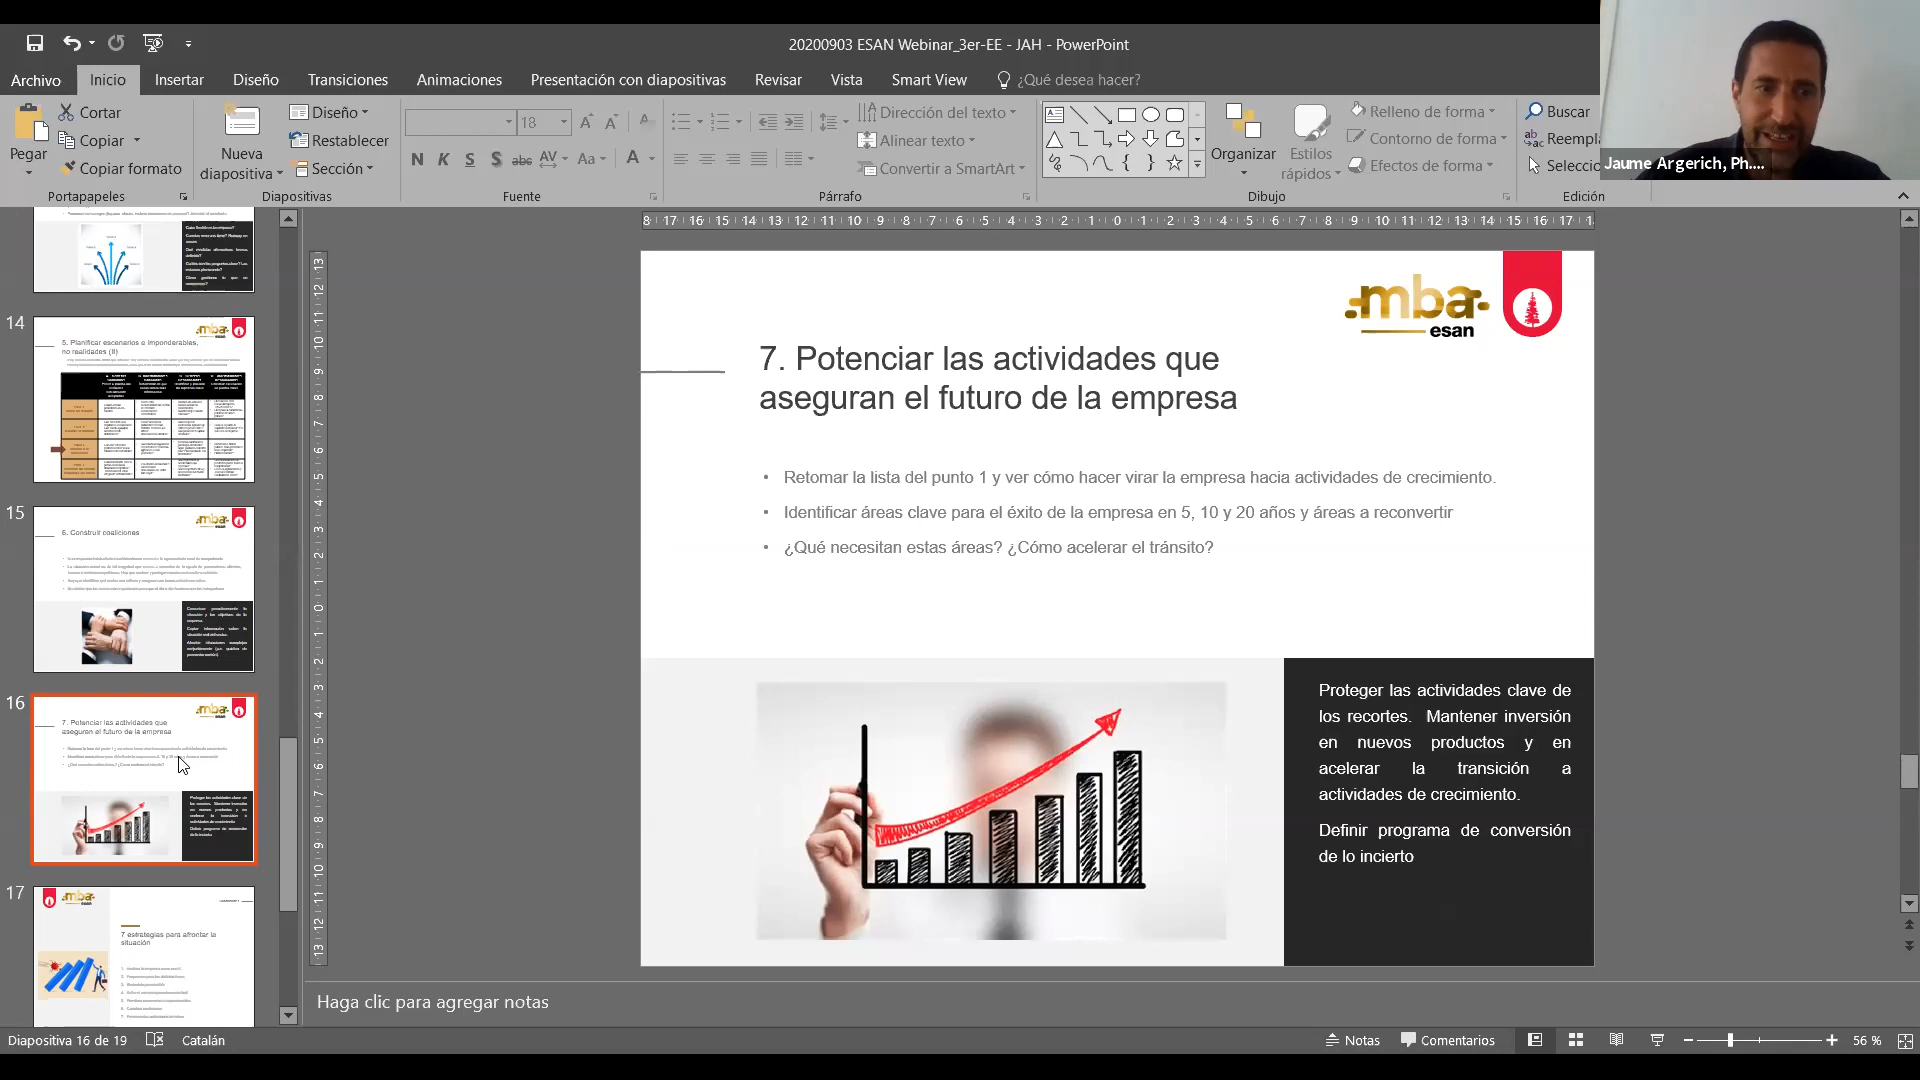 20200903 ESAN Webinar_3er-EE - JAH - PowerPoint
Archivo Inicio Insertar Diseño Transiciones Animaciones Presentación con diapositivas Revisar Vista Smart View ¿Qué desea hacer?
Pegar
Cortar
Copiar
Copiar formato
Portapapeles
Nueva
diapositiva
Diseño
Restablecer
Sección
Diapositivas
18
N K S S abc AV Aa A
Fuente
Dirección del texto
Alinear texto
Convertir a SmartArt
Párrafo
Organizar
Estilos
rápidos
Relleno de forma
Contorno de forma
Efectos de forma
Dibujo
Buscar
Reempl
Selecci
Edición
Jaume Argerich, Ph....
14
5. Planificar escenarios e imponderables,
no realidades (II)
15
6. Construir coaliciones
16
7. Potenciar las actividades que
aseguran el futuro de la empresa
17
7 estrategias para afrontar la
situación
mba
esan
7. Potenciar las actividades que
aseguran el futuro de la empresa
• Retomar la lista del punto 1 y ver cómo hacer virar la empresa hacia actividades de crecimiento.
• Identificar áreas clave para el éxito de la empresa en 5, 10 y 20 años y áreas a reconvertir
• ¿Qué necesitan estas áreas? ¿Cómo acelerar el tránsito?
Proteger las actividades clave de
los recortes. Mantener inversión
en nuevos productos y en
acelerar la transición a
actividades de crecimiento.
Definir programa de conversión
de lo incierto
Haga clic para agregar notas
Diapositiva 16 de 19 Catalán Notas Comentarios 56 %